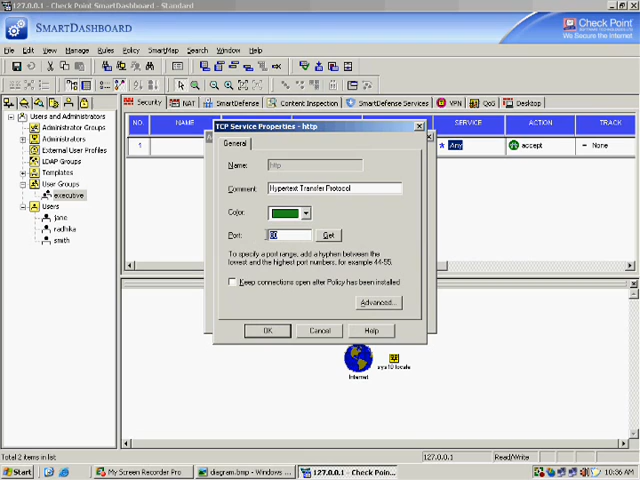 127.0.0.1 - Check Point SmartDashboard - Standard
SMARTDASHBOARD
Check Point
We Secure the Internet.
File Edit View Manage Rules Policy SmartMap Search Window Help
Users and Administrators
Administrator Groups
Administrators
External User Profiles
LDAP Groups
Templates
User Groups
executive
Users
jane
radhika
smith
Security NAT SmartDefense Content Inspection SmartDefense Services VPN QoS Desktop
NO. NAME SERVICE ACTION TRACK
1 Any accept None
TCP Service Properties - http
General
Name: http
Comment: Hypertext Transfer Protocol
Color:
Port: 80 Get
To specify a port range, add a hyphen between the
lowest and the highest port numbers, for example 44-55.
Keep connections open after Policy has been installed
Advanced...
OK Cancel Help
Internet
sys10 locale
Total 2 items in list 127.0.0.1 Read/Write
Start My Screen Recorder Pro diagram.bmp - Windows ... 127.0.0.1 - Check Poin... 10:36 AM